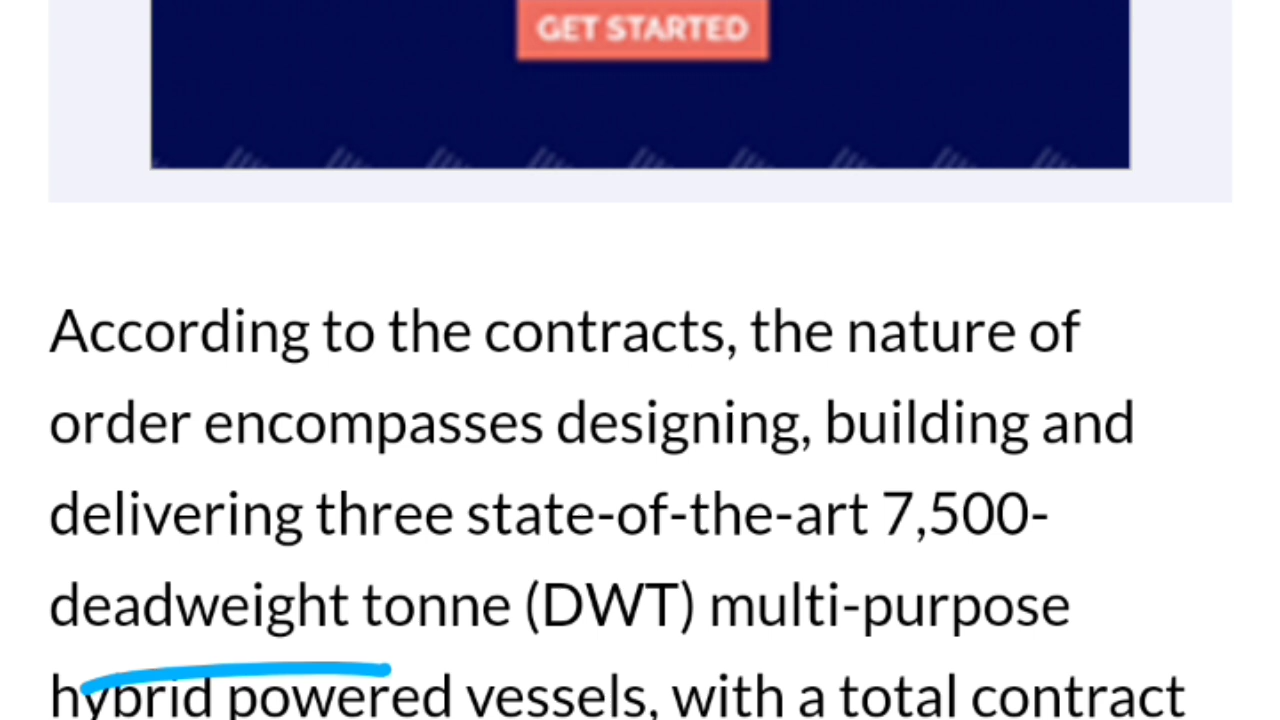 GET STARTED
According to the contracts, the nature of
order encompasses designing, building and
delivering three state-of-the-art 7,500-
deadweight tonne (DWT) multi-purpose
hybrid powered vessels, with a total contract